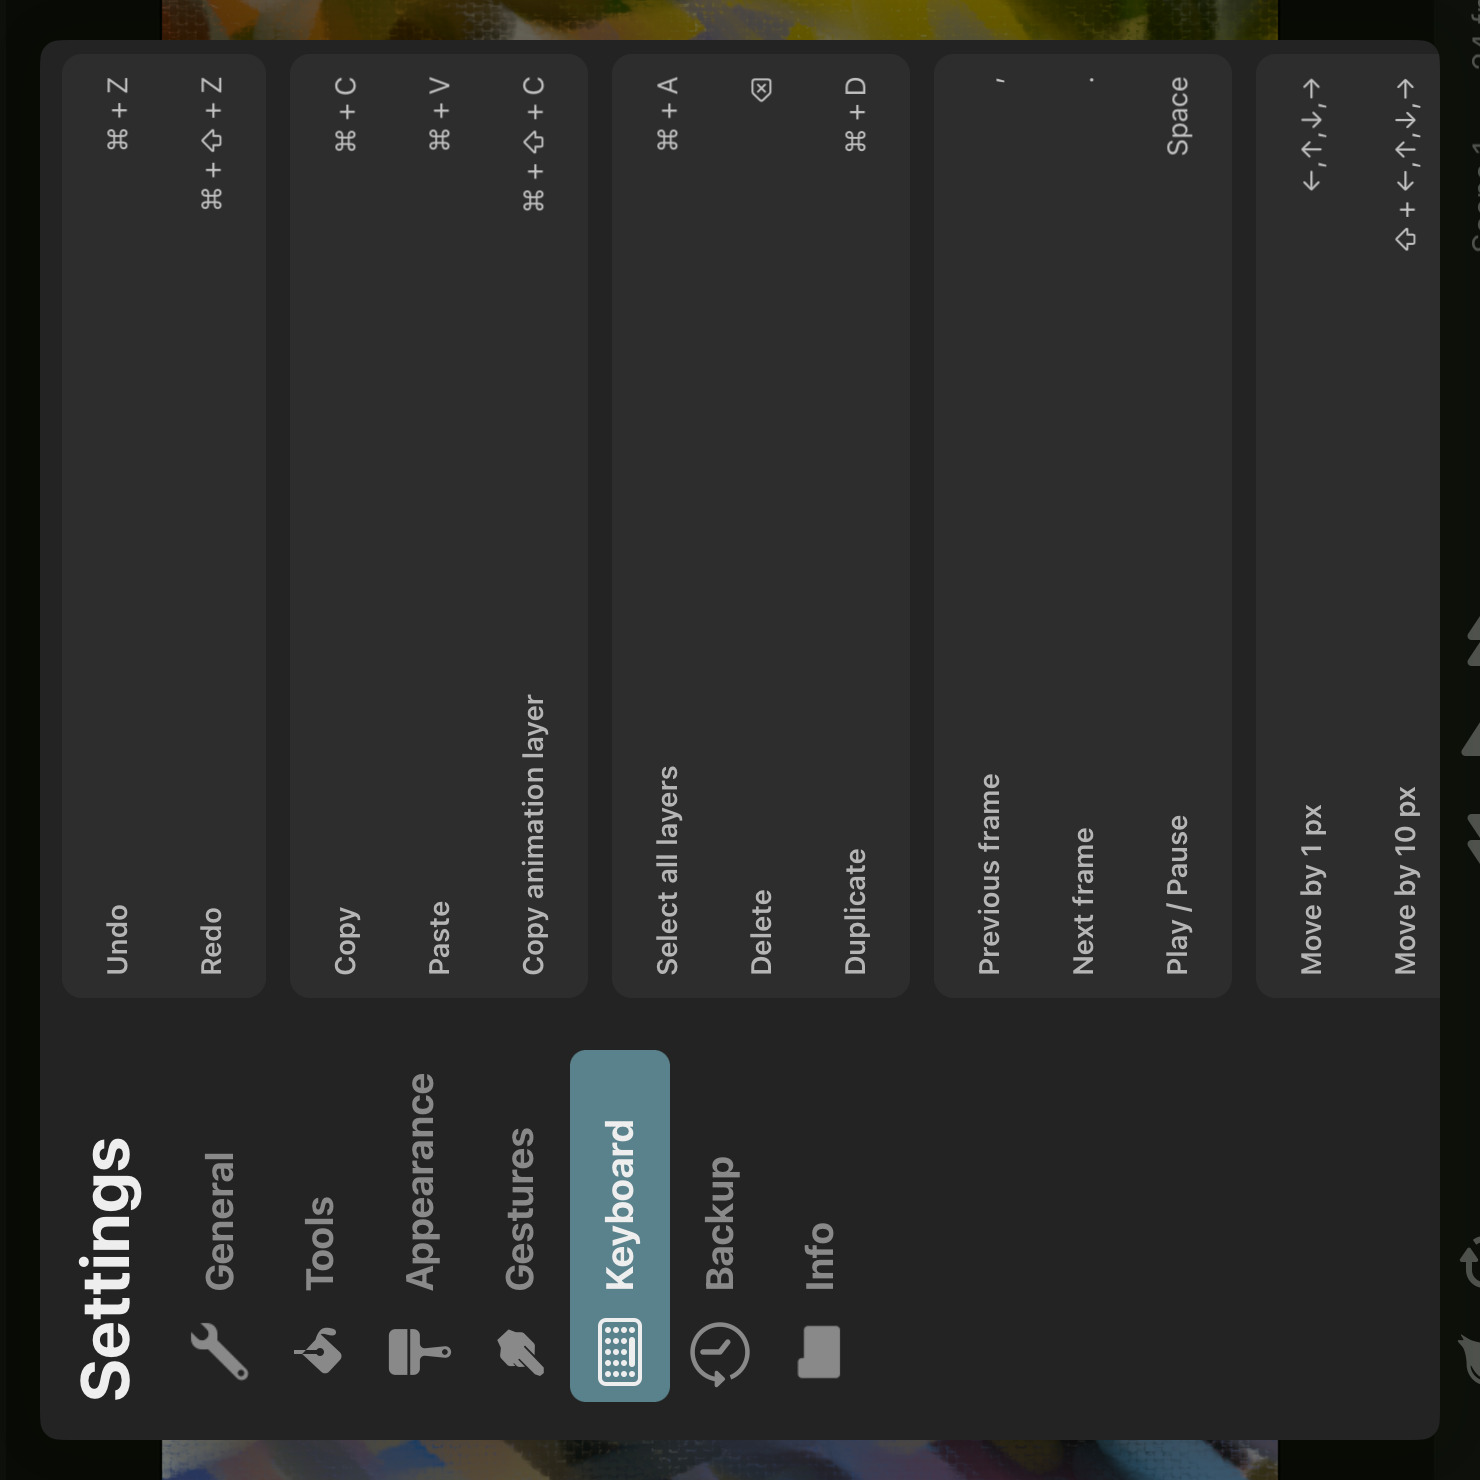 Settings
General
Tools
Appearance
Gestures
Keyboard
Backup
Info
Undo ⌘ + Z
Redo ⌘ + ⇧ + Z
Copy ⌘ + C
Paste ⌘ + V
Copy animation layer ⌘ + ⇧ + C
Select all layers ⌘ + A
Delete ⌫
Duplicate ⌘ + D
Previous frame ,
Next frame .
Play / Pause Space
Move by 1 px ←,↑,↓,→
Move by 10 px ⇧ + ←,↑,↓,→